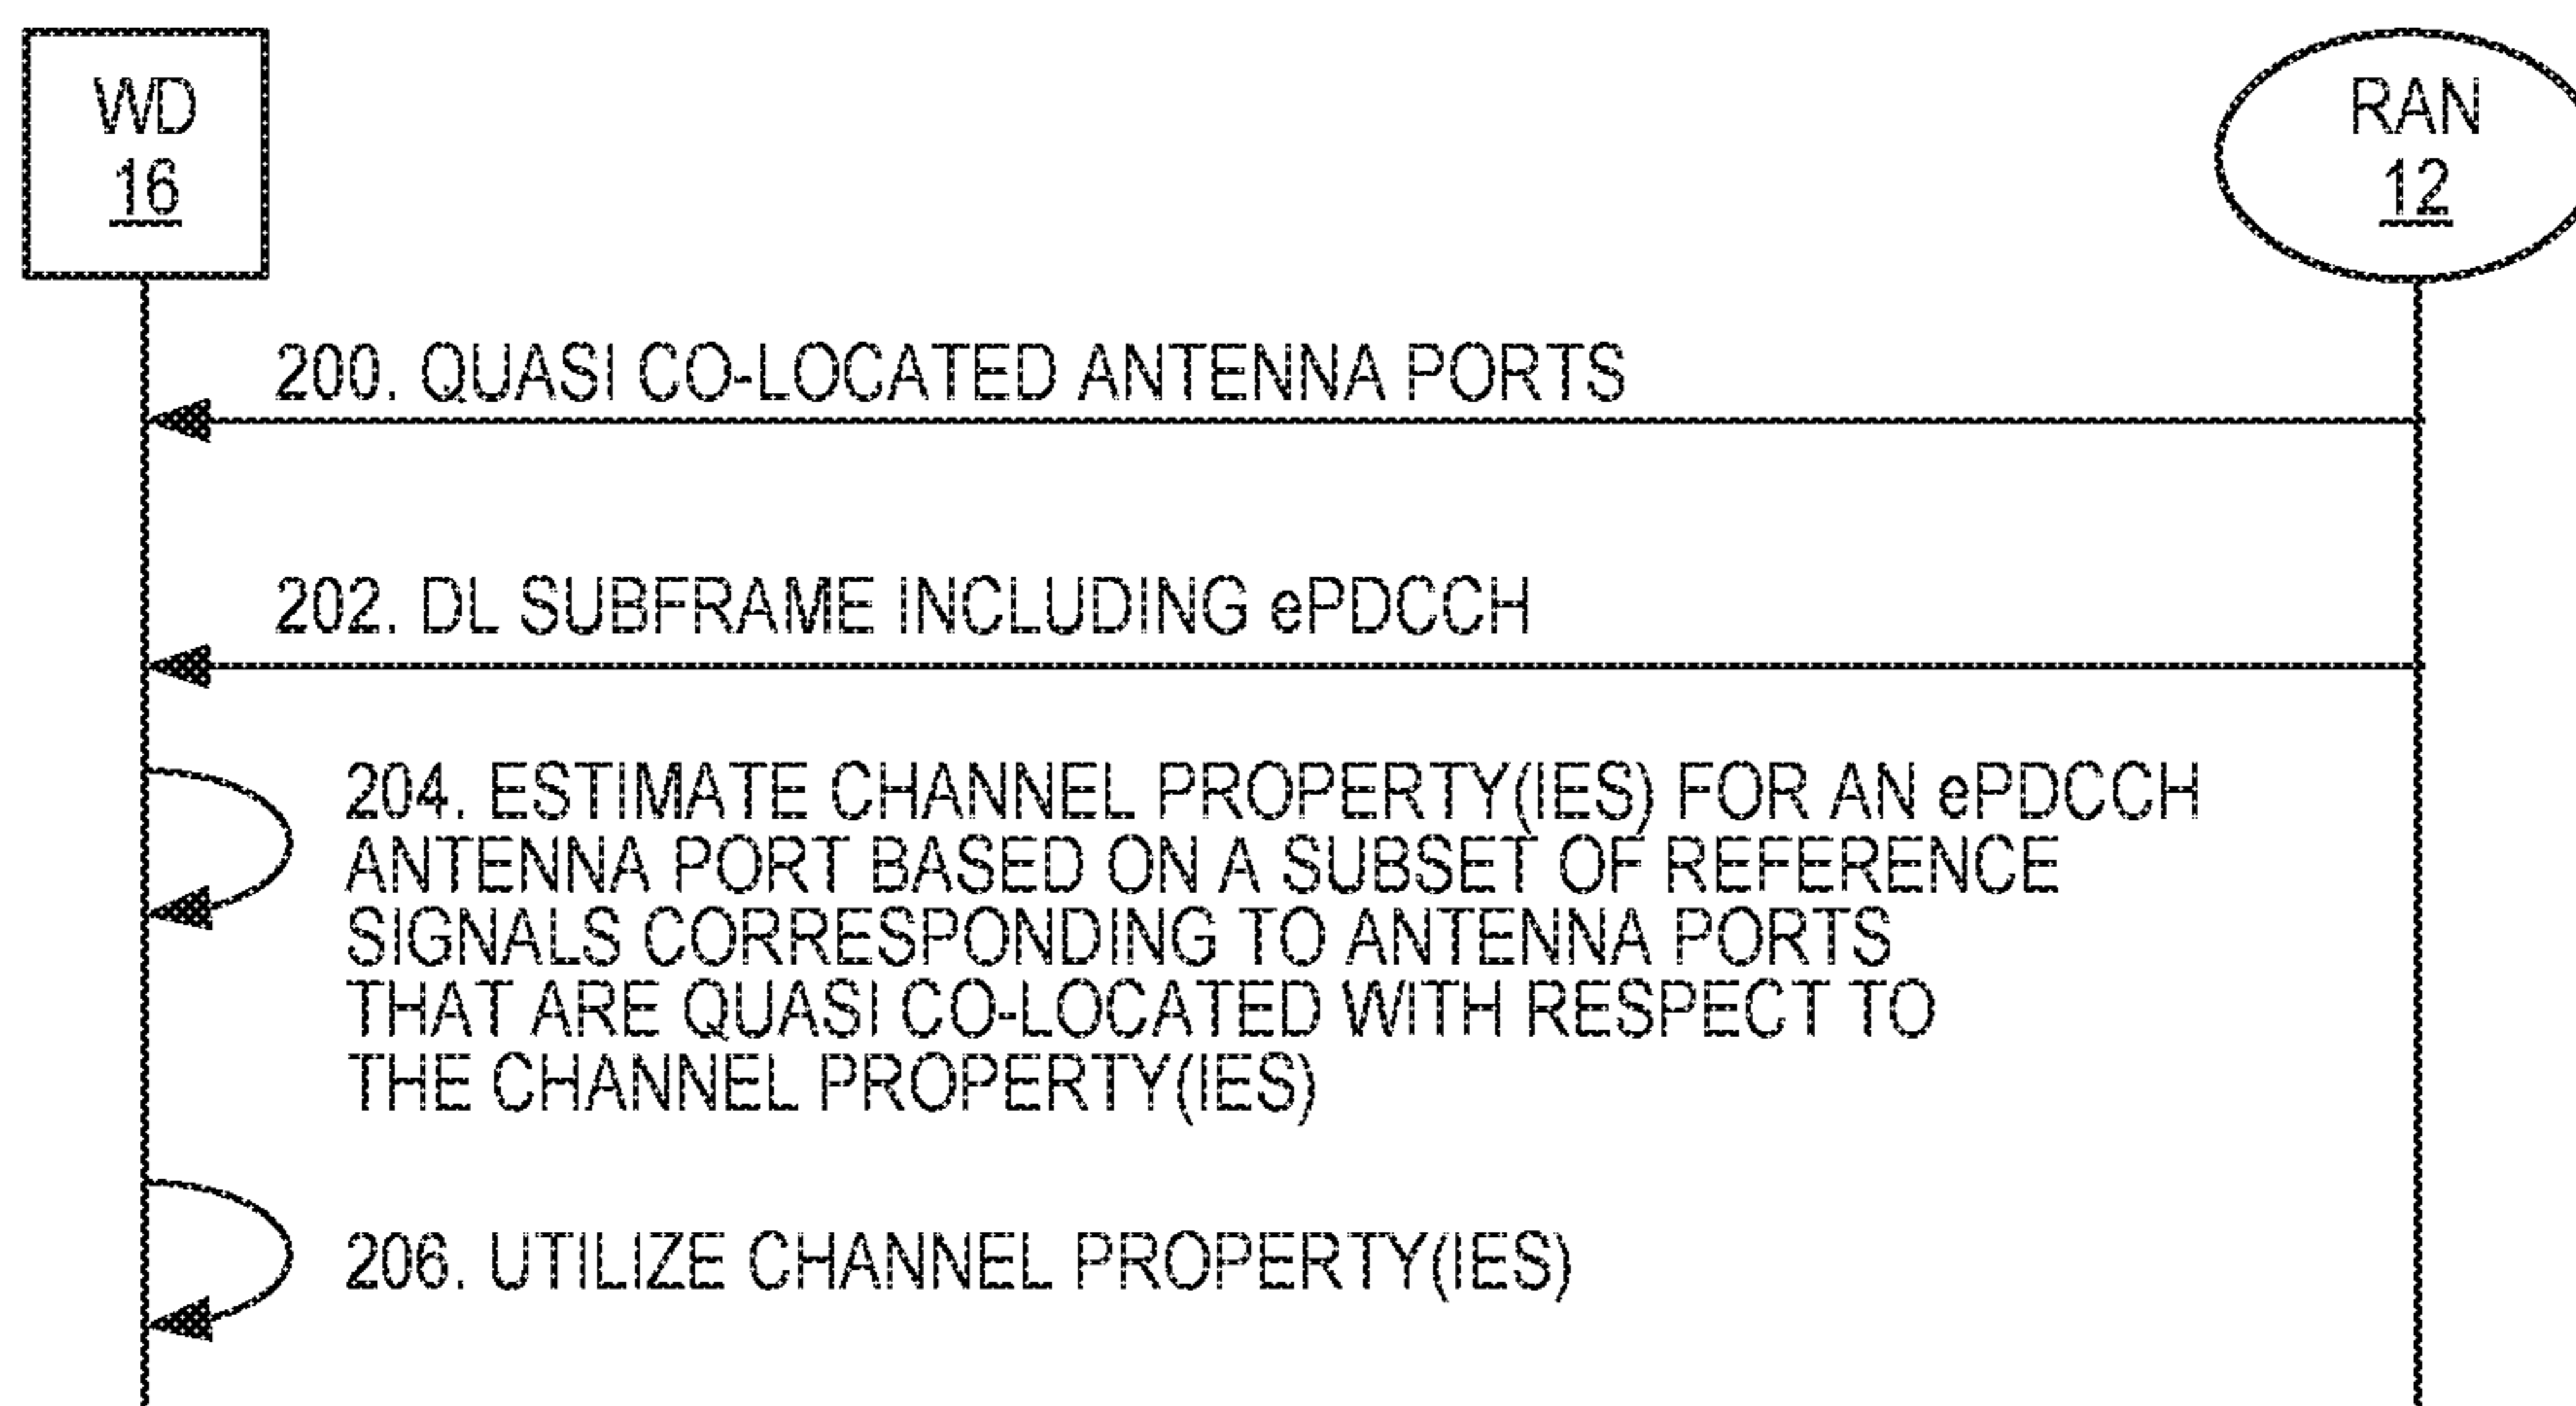 WD
16
RAN
12
200. QUASI CO-LOCATED ANTENNA PORTS
202. DL SUBFRAME INCLUDING ePDCCH
204. ESTIMATE CHANNEL PROPERTY(IES) FOR AN ePDCCH
ANTENNA PORT BASED ON A SUBSET OF REFERENCE
SIGNALS CORRESPONDING TO ANTENNA PORTS
THAT ARE QUASI CO-LOCATED WITH RESPECT TO
THE CHANNEL PROPERTY(IES)
206. UTILIZE CHANNEL PROPERTY(IES)